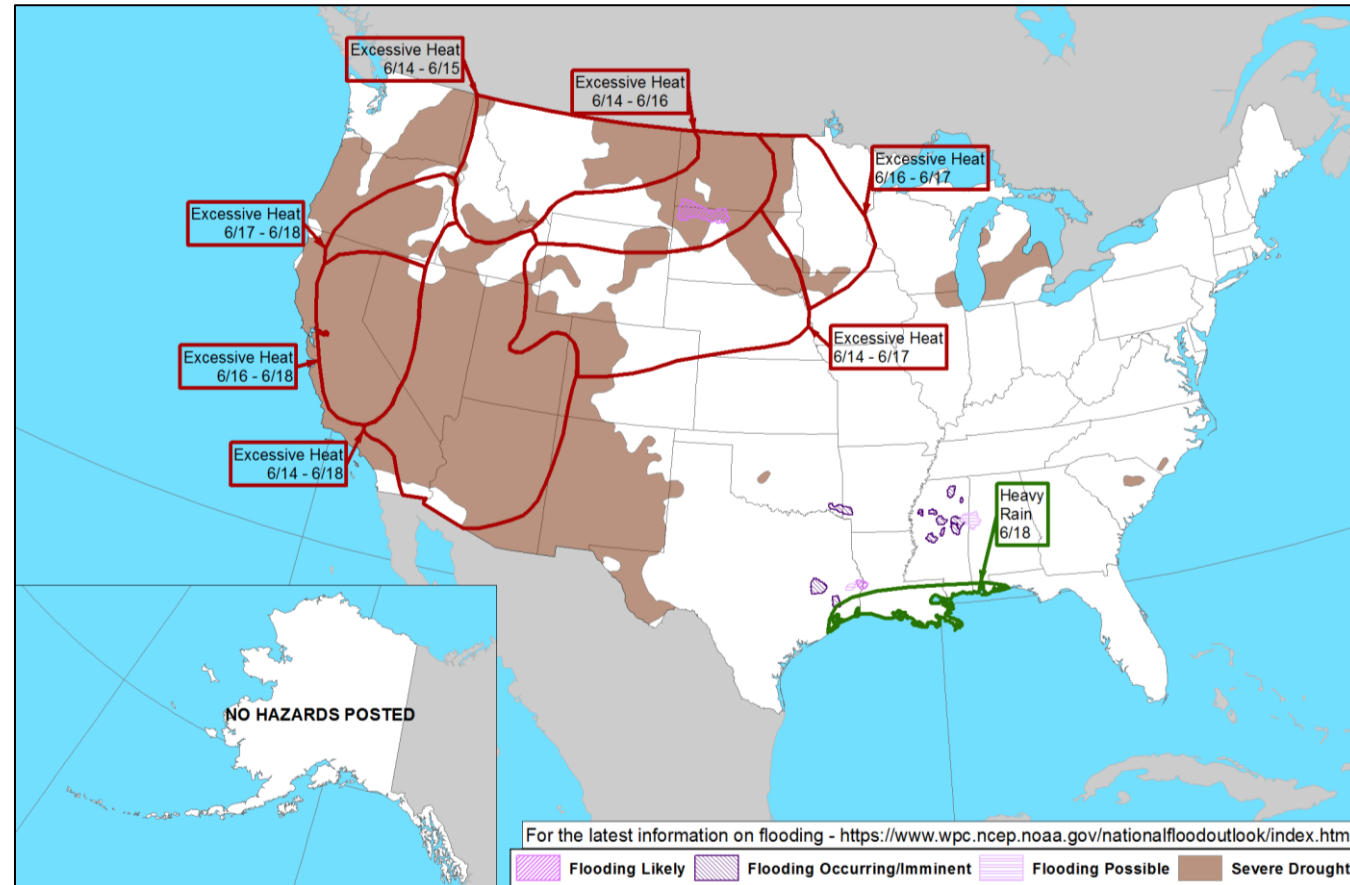 Excessive Heat
6/14 - 6/15
Excessive Heat
6/14 - 6/16
Excessive Heat
6/16 - 6/17
Excessive Heat
6/17 - 6/18
Excessive Heat
6/14 - 6/17
Excessive Heat
6/16 - 6/18
Excessive Heat
6/14 - 6/18
Heavy
Rain
6/18
NO HAZARDS POSTED
For the latest information on flooding - https://www.wpc.ncep.noaa.gov/nationalfloodoutlook/index.htm
Flooding Likely
Flooding Occurring/Imminent
Flooding Possible
Severe Drought